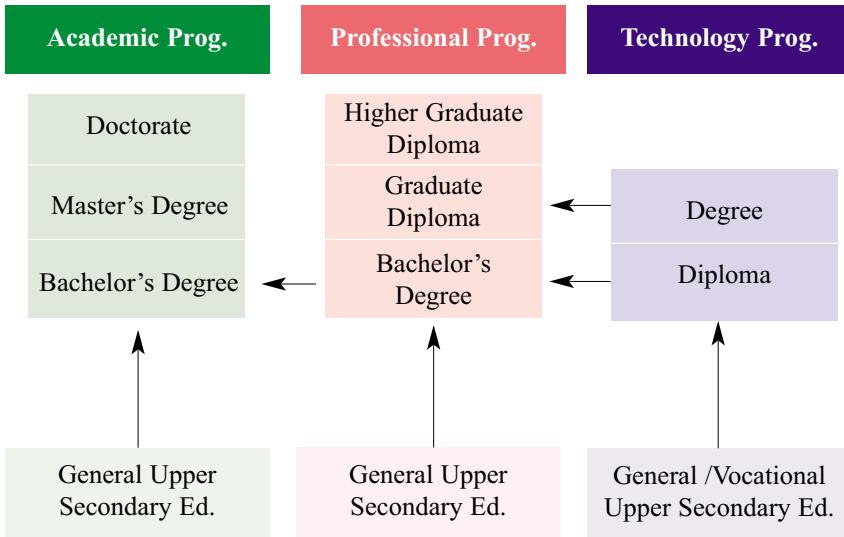 Academic Prog.
Professional Prog.
Technology Prog.
Doctorate
Master’s Degree
Bachelor’s Degree
Higher Graduate
Diploma
Graduate
Diploma
Bachelor’s
Degree
Degree
Diploma
General Upper
Secondary Ed.
General Upper
Secondary Ed.
General /Vocational
Upper Secondary Ed.